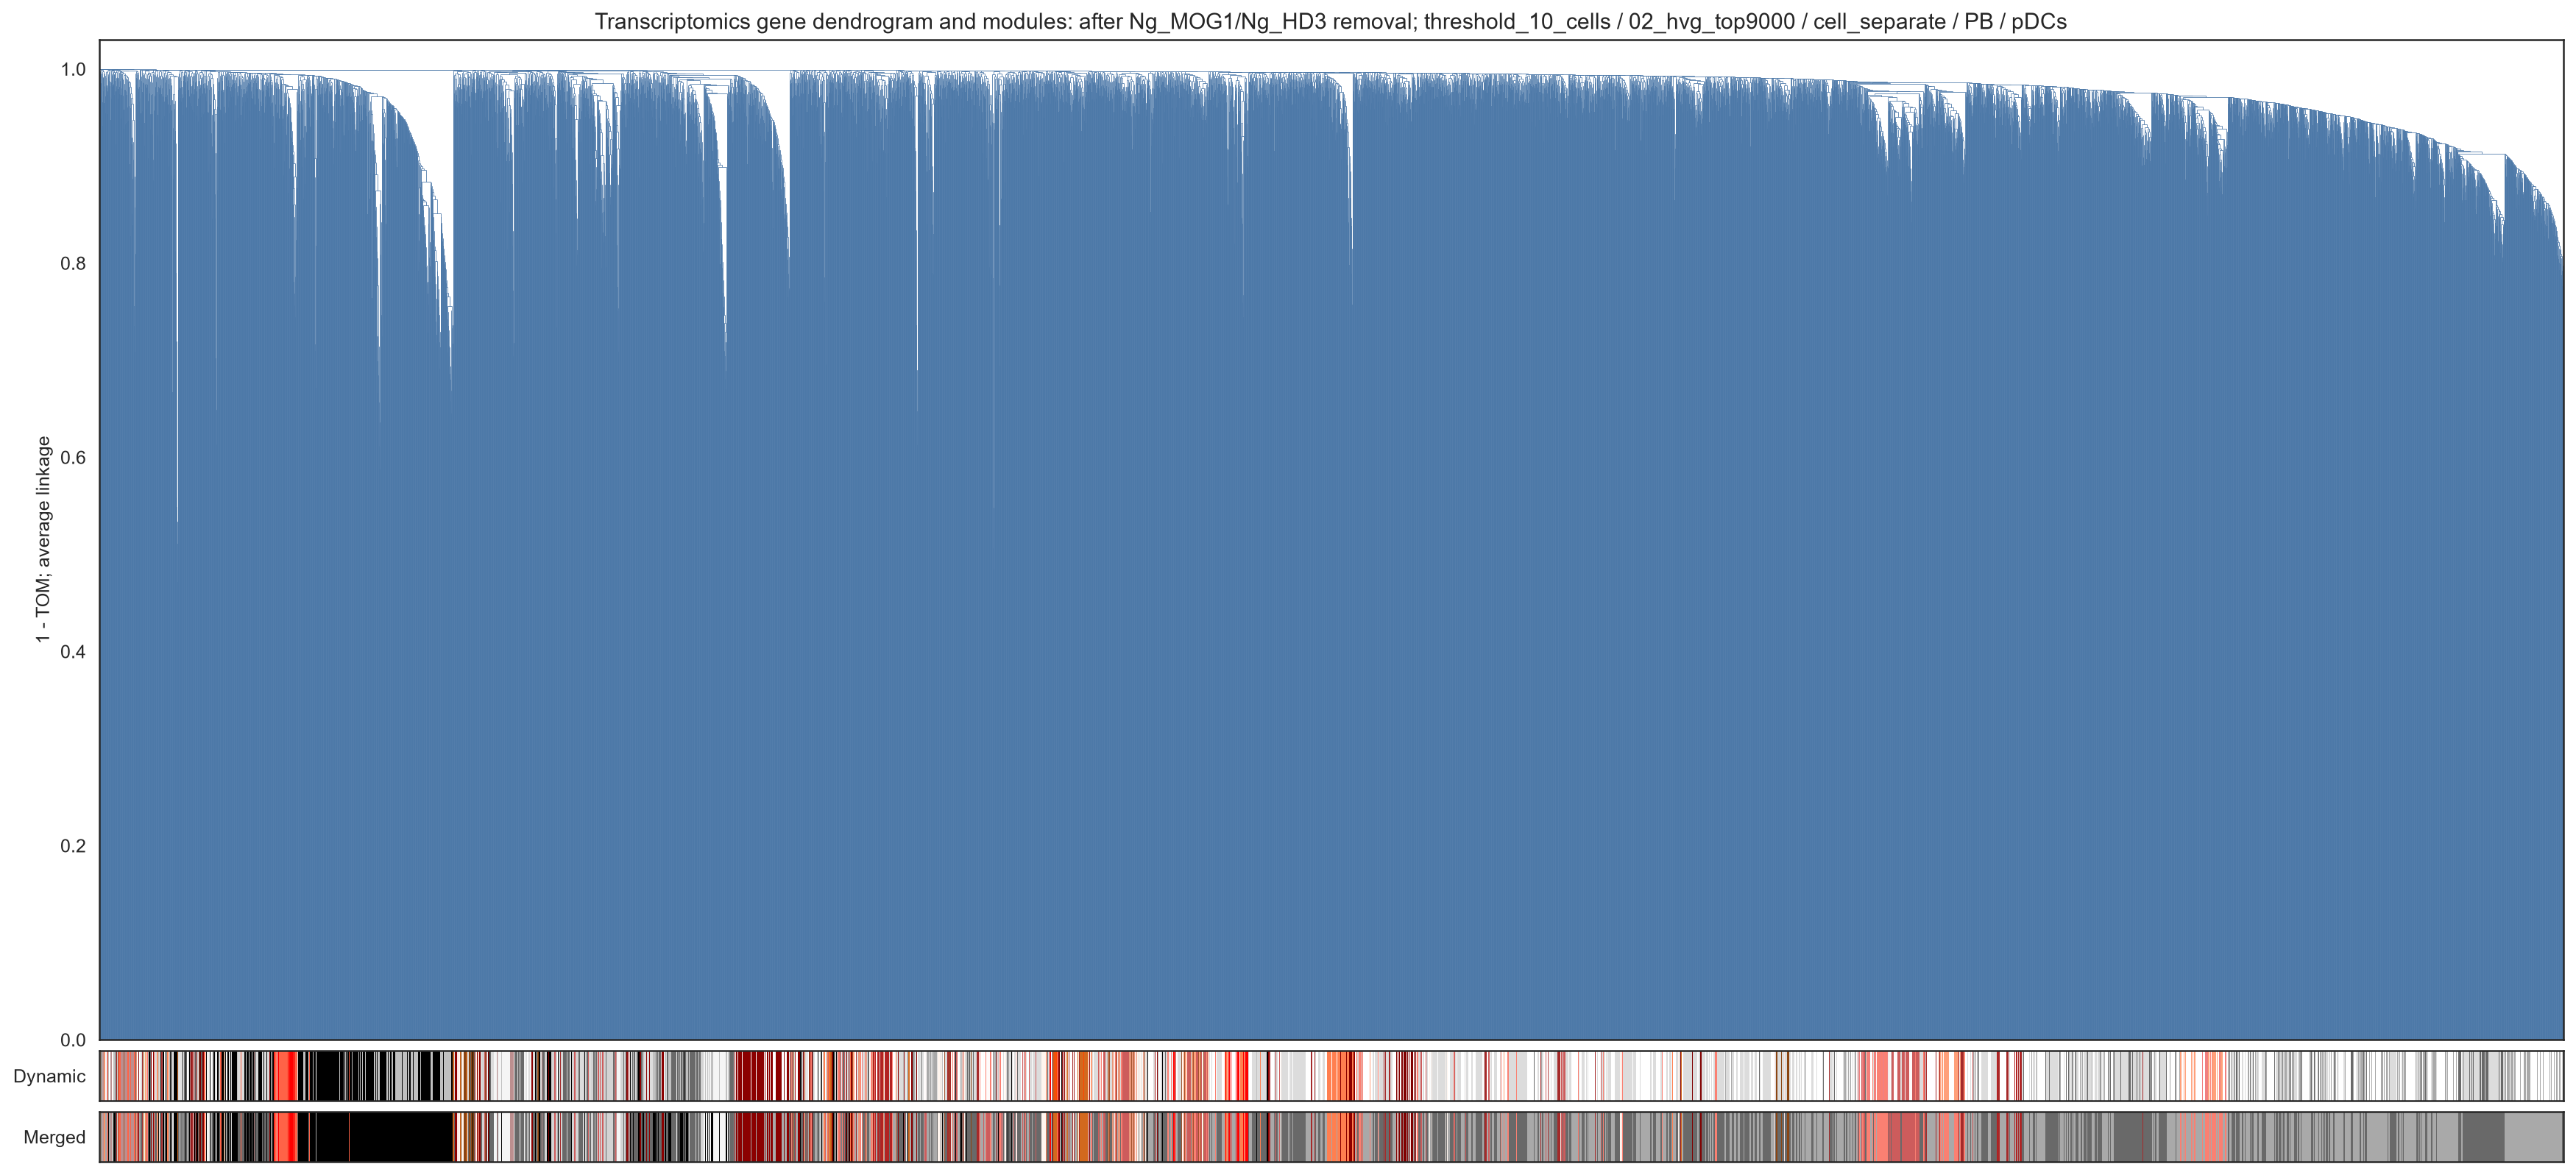 Transcriptomics gene dendrogram and modules: after Ng_MOG1/Ng_HD3 removal; threshold_10_cells / 02_hvg_top9000 / cell_separate / PB / pDCs
1.0
0.8
0.6
0.4
0.2
0.0
1 - TOM; average linkage
Dynamic
Merged